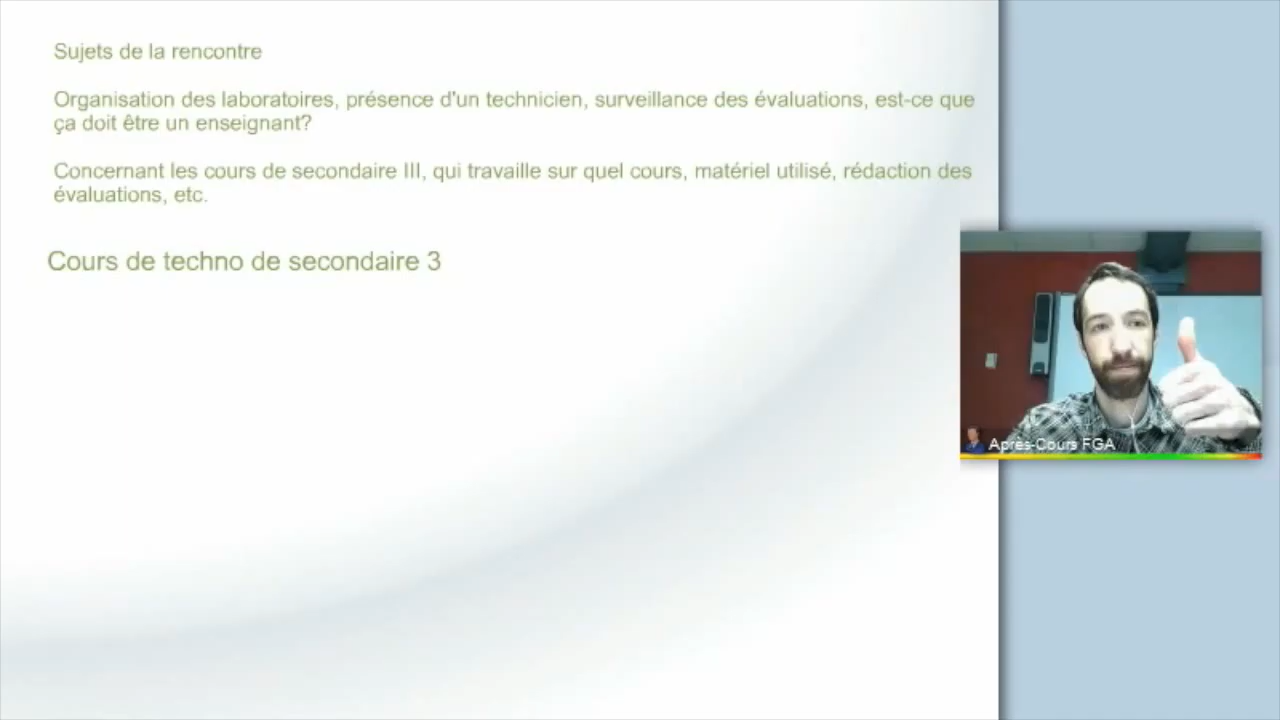 Sujets de la rencontre
Organisation des laboratoires, présence d'un technicien, surveillance des évaluations, est-ce que
ça doit être un enseignant?
Concernant les cours de secondaire III, qui travaille sur quel cours, matériel utilisé, rédaction des
évaluations, etc.
Cours de techno de secondaire 3
Après-Cours FGA